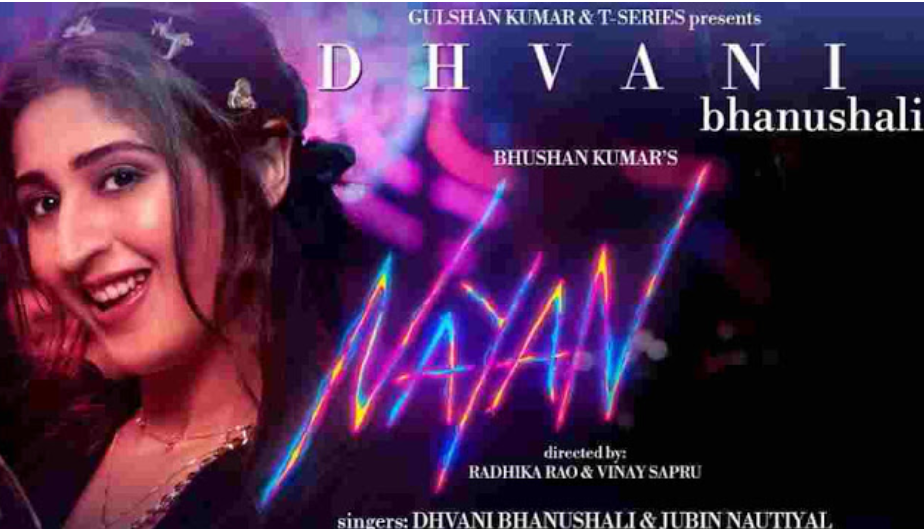 GULSHAN KUMAR & T-SERIES presents
DHVANI
bhanushali
BHUSHAN KUMAR'S
NAYAN
directed by:
RADHIKA RAO & VINAY SAPRU
singers: DHVANI BHANUSHALI & JUBIN NAUTIYAL